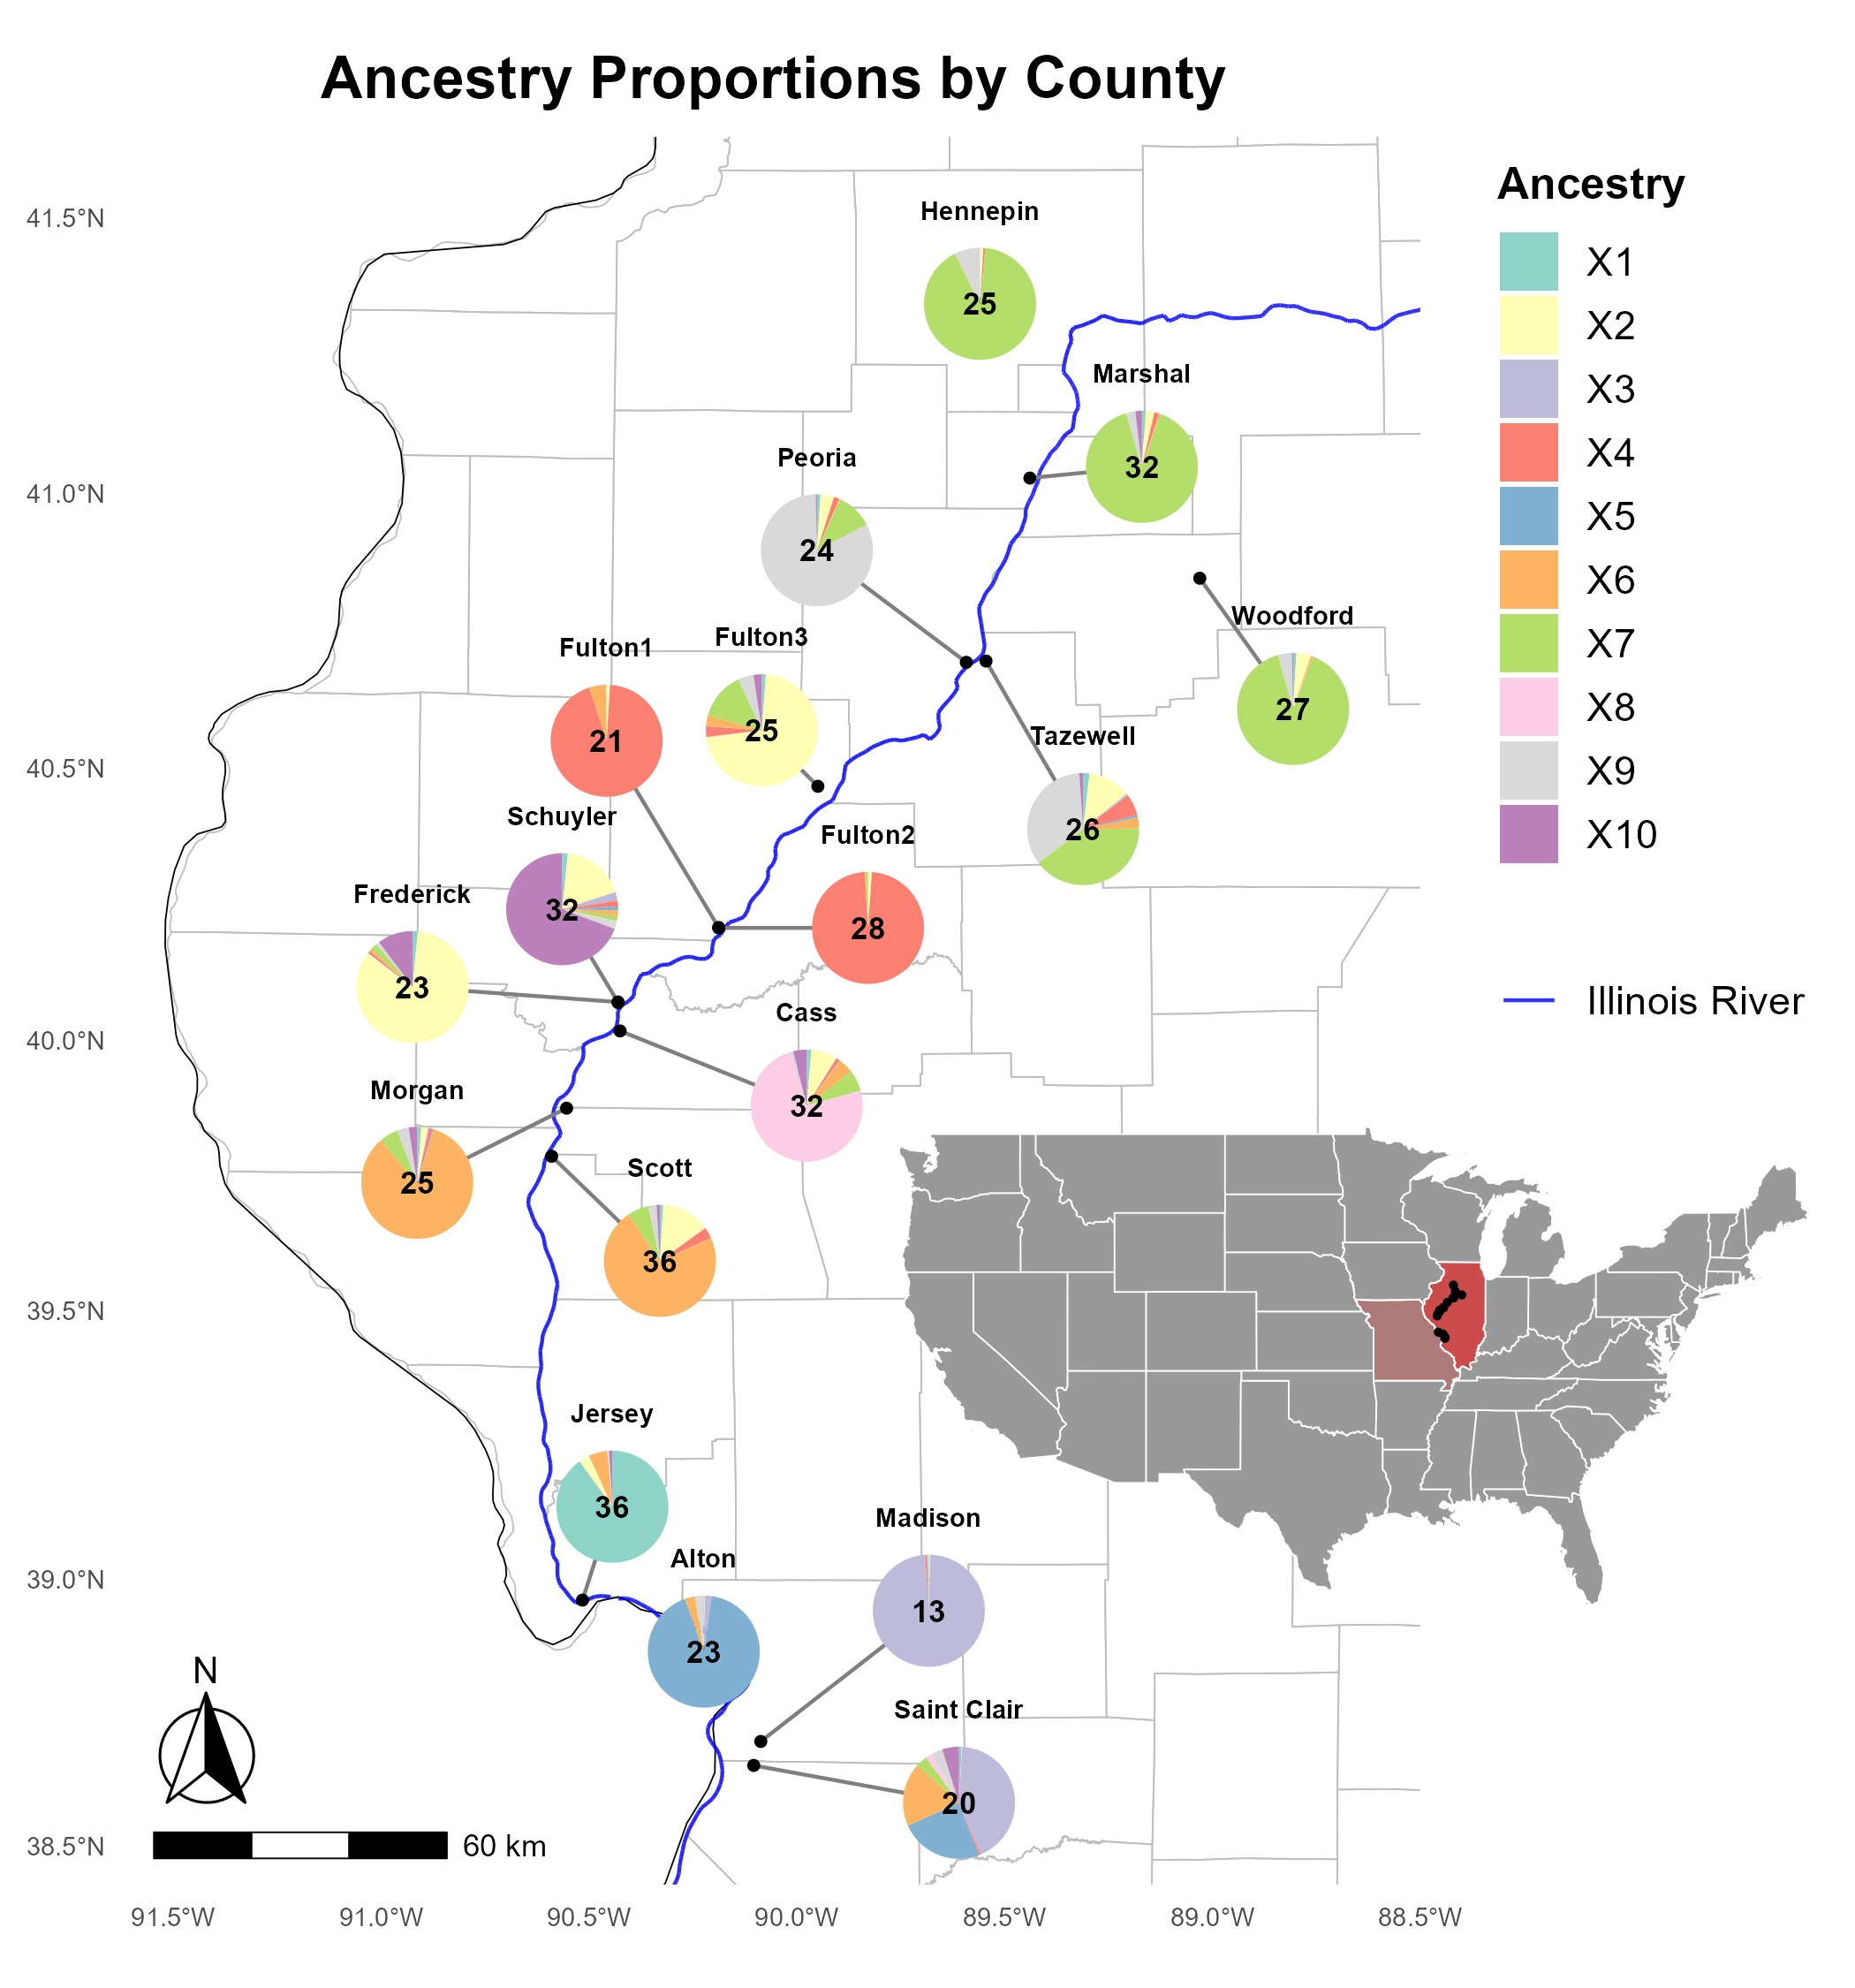 Ancestry Proportions by County
41.5°N
41.0°N
40.5°N
40.0°N
39.5°N
39.0°N
38.5°N
91.5°W
91.0°W
90.5°W
90.0°W
89.5°W
89.0°W
88.5°W
Hennepin
25
Marshal
32
Peoria
24
Woodford
27
Fulton3
25
Fulton1
21
Tazewell
26
Schuyler
32
Fulton2
28
Frederick
23
Cass
32
Morgan
25
Scott
36
Jersey
36
Alton
23
Madison
13
Saint Clair
20
N
60 km
Ancestry
X1
X2
X3
X4
X5
X6
X7
X8
X9
X10
Illinois River